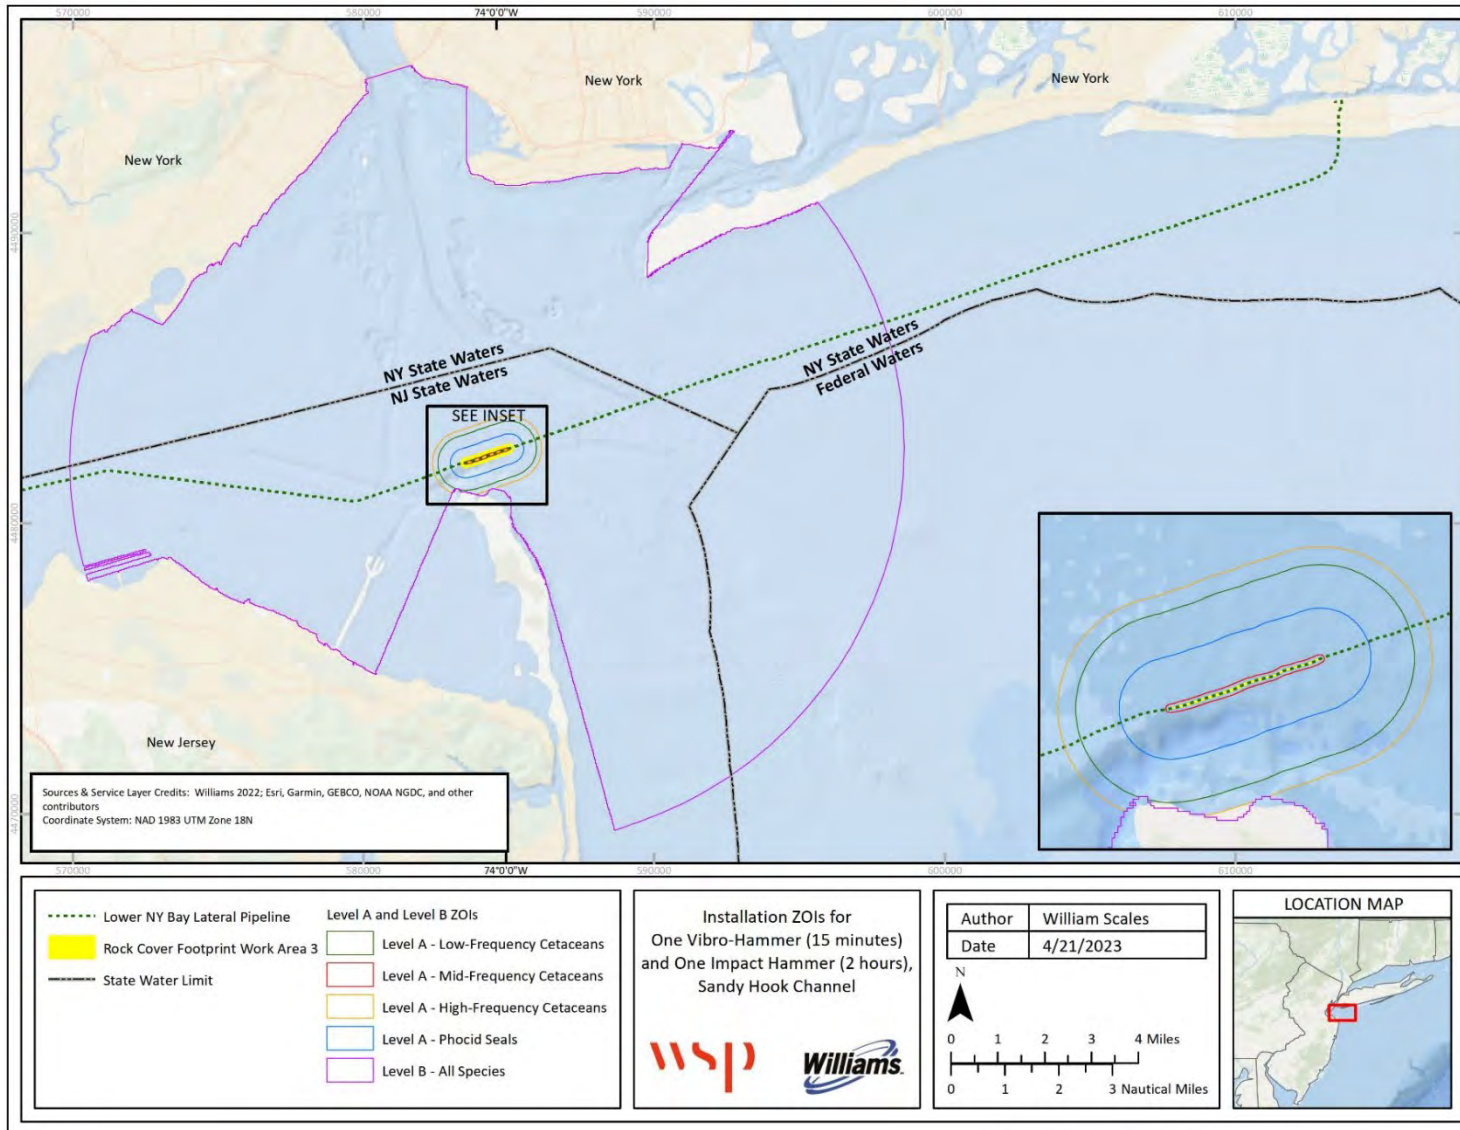 570000
580000
74°0'0"W
590000
600000
610000
New York
New York
New York
4490000
NY State Waters
NJ State Waters
NY State Waters
Federal Waters
SEE INSET
4480000
New Jersey
4470000
Sources & Service Layer Credits: Williams 2022; Esri, Garmin, GEBCO, NOAA NGDC, and other
contributors
Coordinate System: NAD 1983 UTM Zone 18N
570000
580000
74°0'0"W
590000
600000
610000
Lower NY Bay Lateral Pipeline
Rock Cover Footprint Work Area 3
State Water Limit
Level A and Level B ZOIs
Level A - Low-Frequency Cetaceans
Level A - Mid-Frequency Cetaceans
Level A - High-Frequency Cetaceans
Level A - Phocid Seals
Level B - All Species
Installation ZOIs for
One Vibro-Hammer (15 minutes)
and One Impact Hammer (2 hours),
Sandy Hook Channel
wsp
Williams
Author William Scales
Date 4/21/2023
N
0 1 2 3 4 Miles
0 1 2 3 Nautical Miles
LOCATION MAP